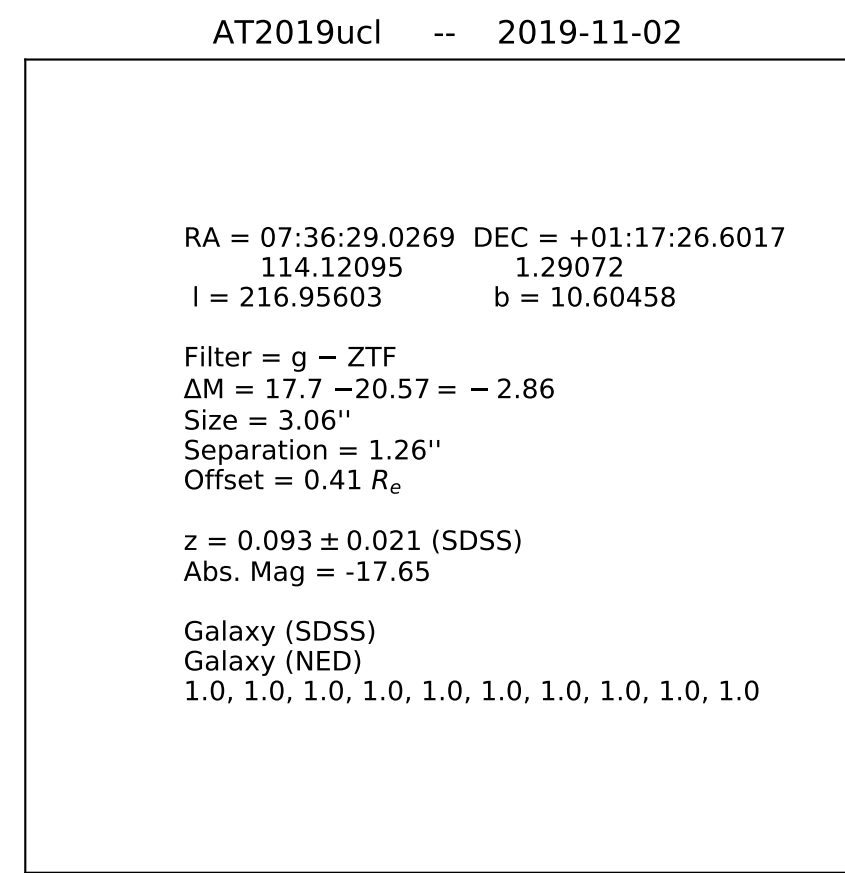 AT2019ucl -- 2019-11-02
RA = 07:36:29.0269 DEC = +01:17:26.6017
114.12095 1.29072
l = 216.95603 b = 10.60458
Filter = g − ZTF
ΔM = 17.7 −20.57 = − 2.86
Size = 3.06''
Separation = 1.26''
Offset = 0.41 Rₑ
z = 0.093 ± 0.021 (SDSS)
Abs. Mag = -17.65
Galaxy (SDSS)
Galaxy (NED)
1.0, 1.0, 1.0, 1.0, 1.0, 1.0, 1.0, 1.0, 1.0, 1.0